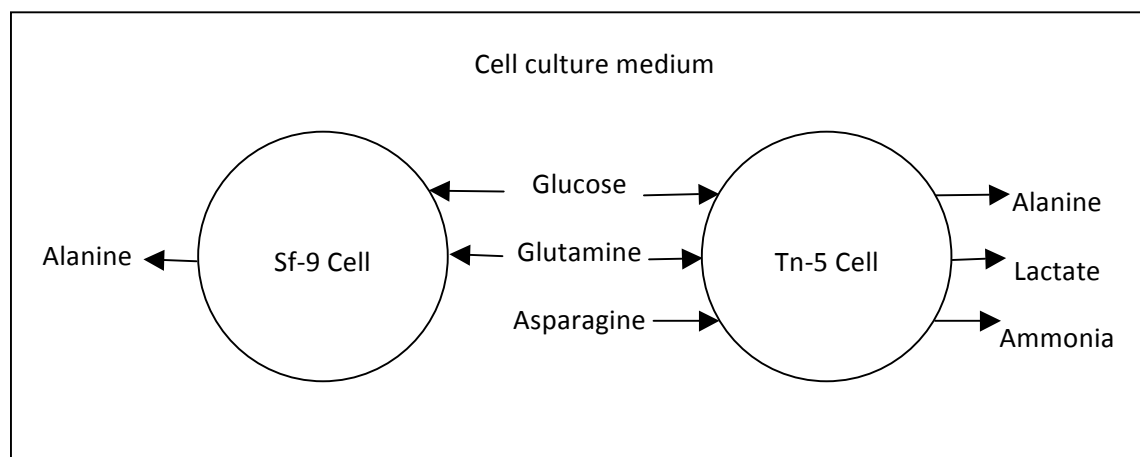 Cell culture medium
Glucose
Alanine
Alanine
Sf-9 Cell
Glutamine
Tn-5 Cell
Lactate
Asparagine
Ammonia